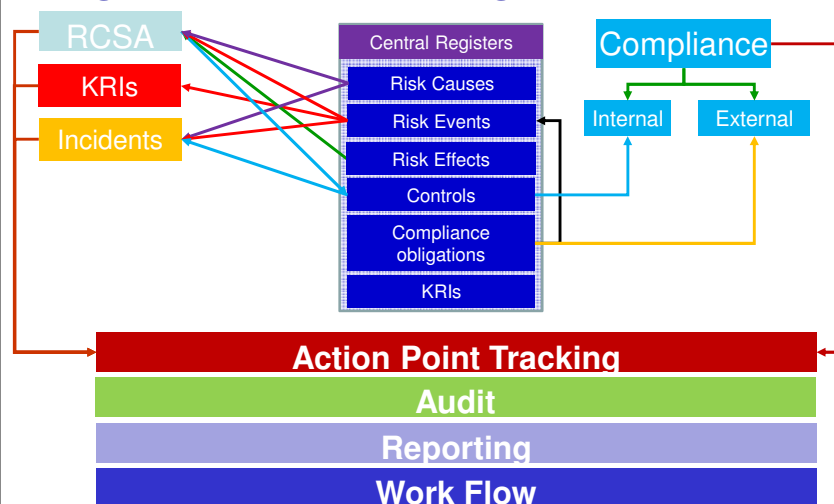 RCSA
KRIs
Incidents
Central Registers
Risk Causes
Risk Events
Risk Effects
Controls
Compliance
obligations
KRIs
Compliance
Internal
External
Action Point Tracking
Audit
Reporting
Work Flow